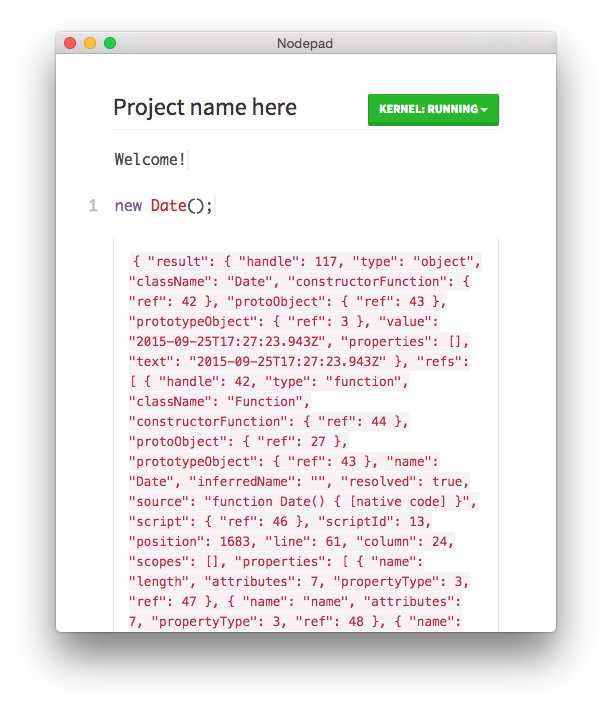 Nodepad
Project name here
KERNEL: RUNNING
Welcome!
1 new Date();
{ "result": { "handle": 117, "type": "object",
"className": "Date", "constructorFunction": {
"ref": 42 }, "protoObject": { "ref": 43 },
"prototypeObject": { "ref": 3 }, "value":
"2015-09-25T17:27:23.943Z", "properties": [],
"text": "2015-09-25T17:27:23.943Z" }, "refs":
[ { "handle": 42, "type": "function",
"className": "Function",
"constructorFunction": { "ref": 44 },
"protoObject": { "ref": 27 },
"prototypeObject": { "ref": 43 }, "name":
"Date", "inferredName": "", "resolved": true,
"source": "function Date() { [native code] }",
"script": { "ref": 46 }, "scriptId": 13,
"position": 1683, "line": 61, "column": 24,
"scopes": [], "properties": [ { "name":
"length", "attributes": 7, "propertyType": 3,
"ref": 47 }, { "name": "name", "attributes":
7, "propertyType": 3, "ref": 48 }, { "name":